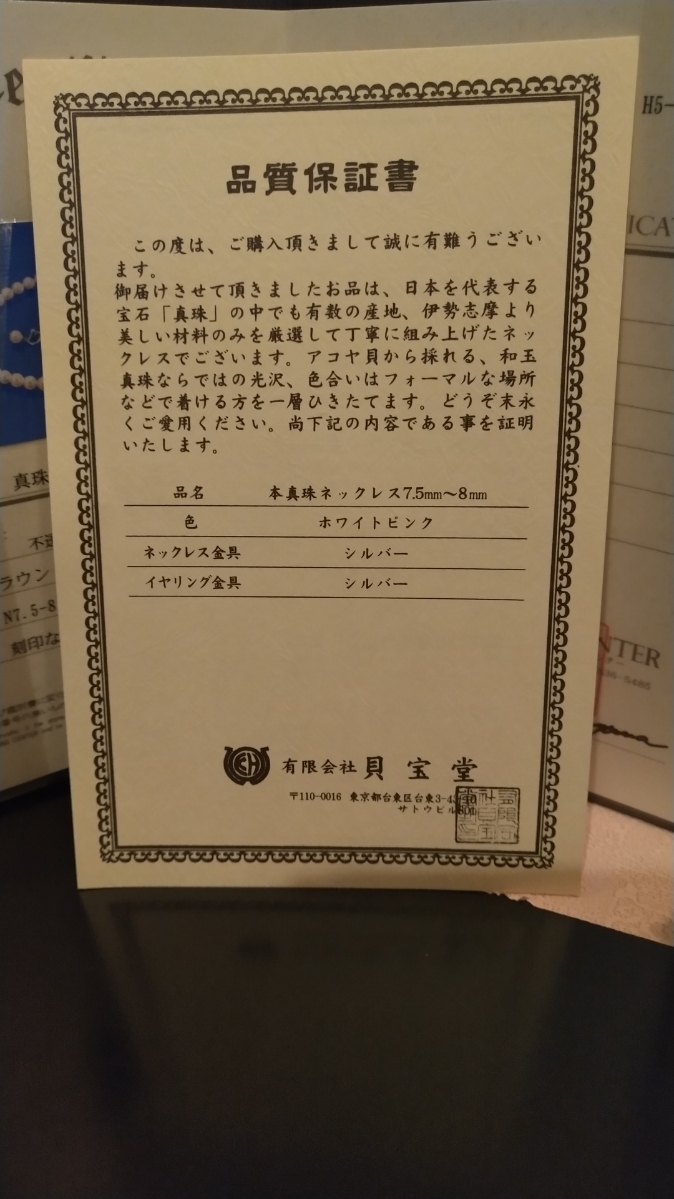 品質保証書
この度は、ご購入頂きまして誠に有難うござい
ます。
御届けさせて頂きましたお品は、日本を代表する
宝石「真珠」の中でも有数の産地、伊勢志摩より
美しい材料のみを厳選して丁寧に組み上げたネッ
クレスでございます。アコヤ貝から採れる、和玉
真珠ならではの光沢、色合いはフォーマルな場所
などで着ける方を一層ひきたてます。どうぞ末永
くご愛用ください。尚下記の内容である事を証明
いたします。
品名 本真珠ネックレス7.5mm〜8mm
色 ホワイトピンク
ネックレス金具 シルバー
イヤリング金具 シルバー
有限会社 貝宝堂
〒110-0016 東京都台東区台東3-43
サトウビル
H5-
真珠
ラウン
N7.5-8
刻印な
NTER